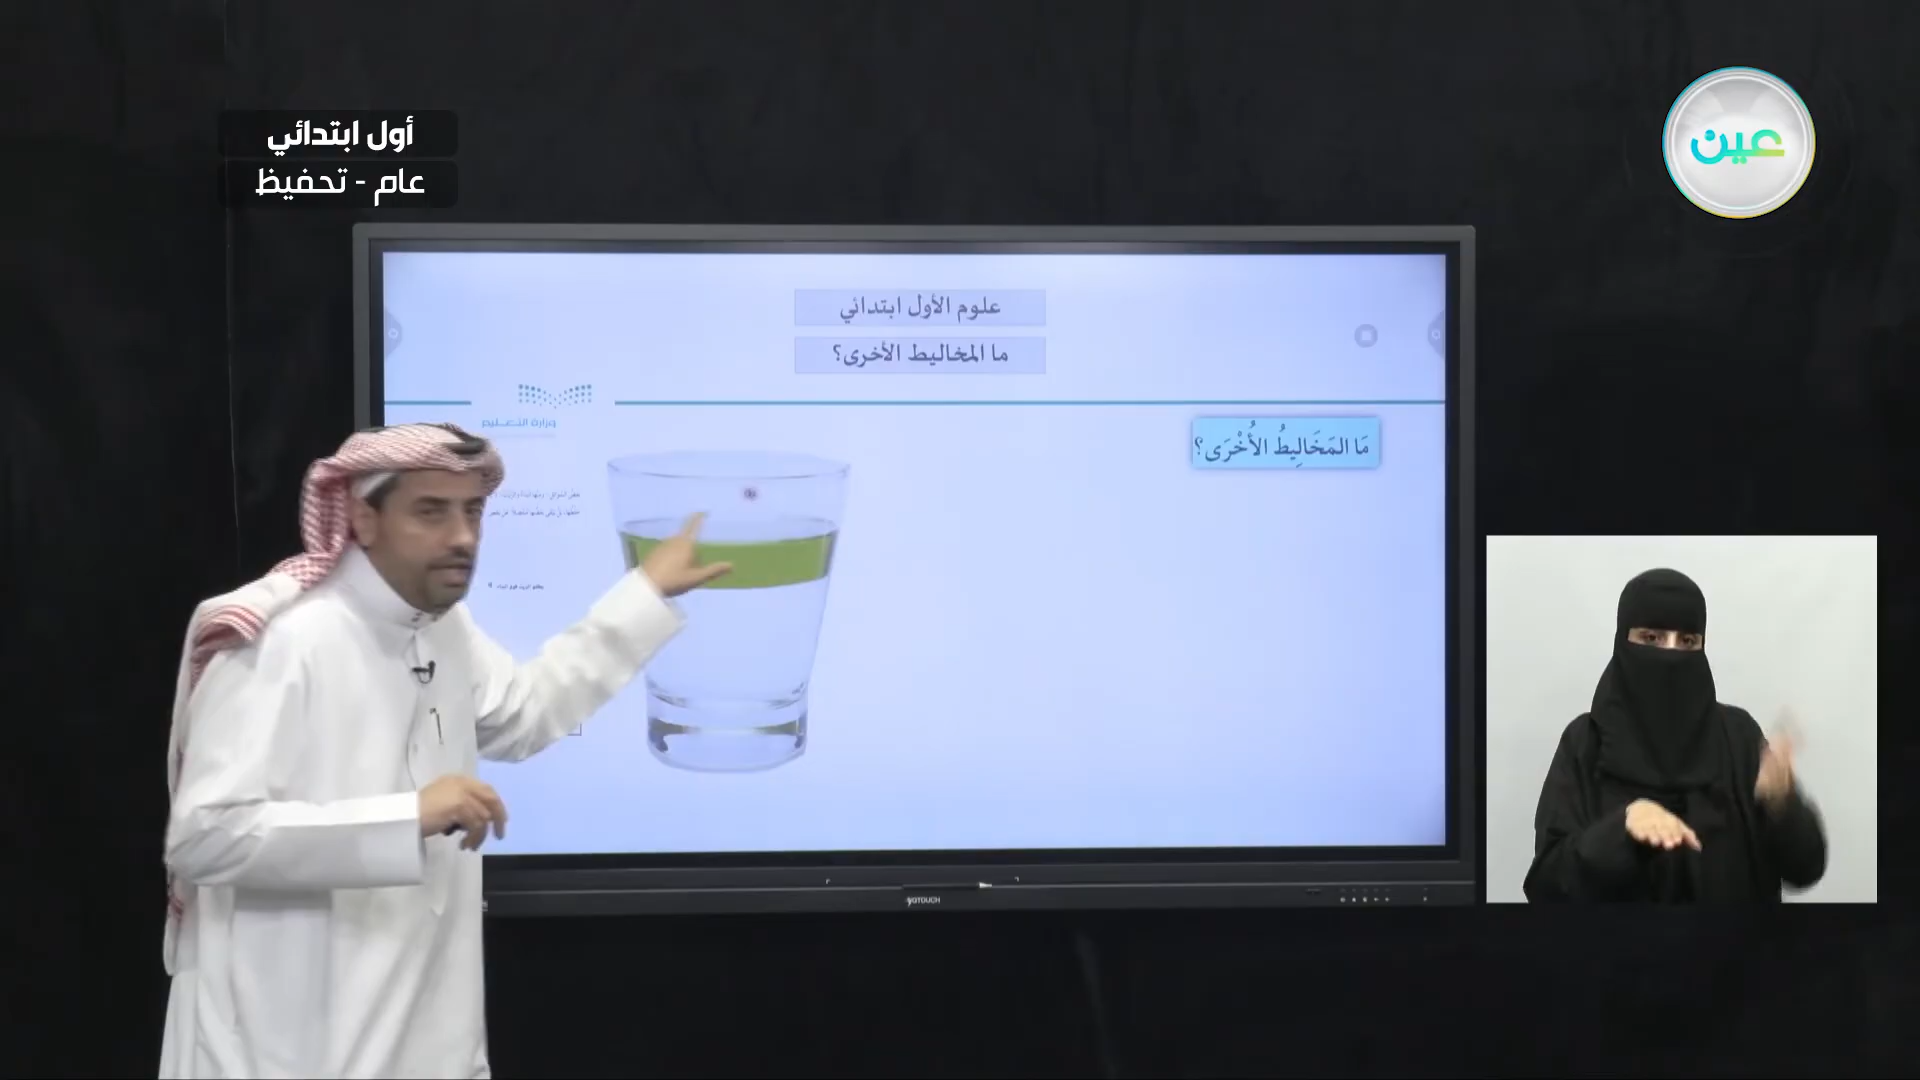 أول ابتدائي
عام - تحفيظ
عين
علوم الأول ابتدائي
ما المخاليط الأخرى؟
وزارة التعليم
مَا المَخَالِيطُ الأُخْرَى؟